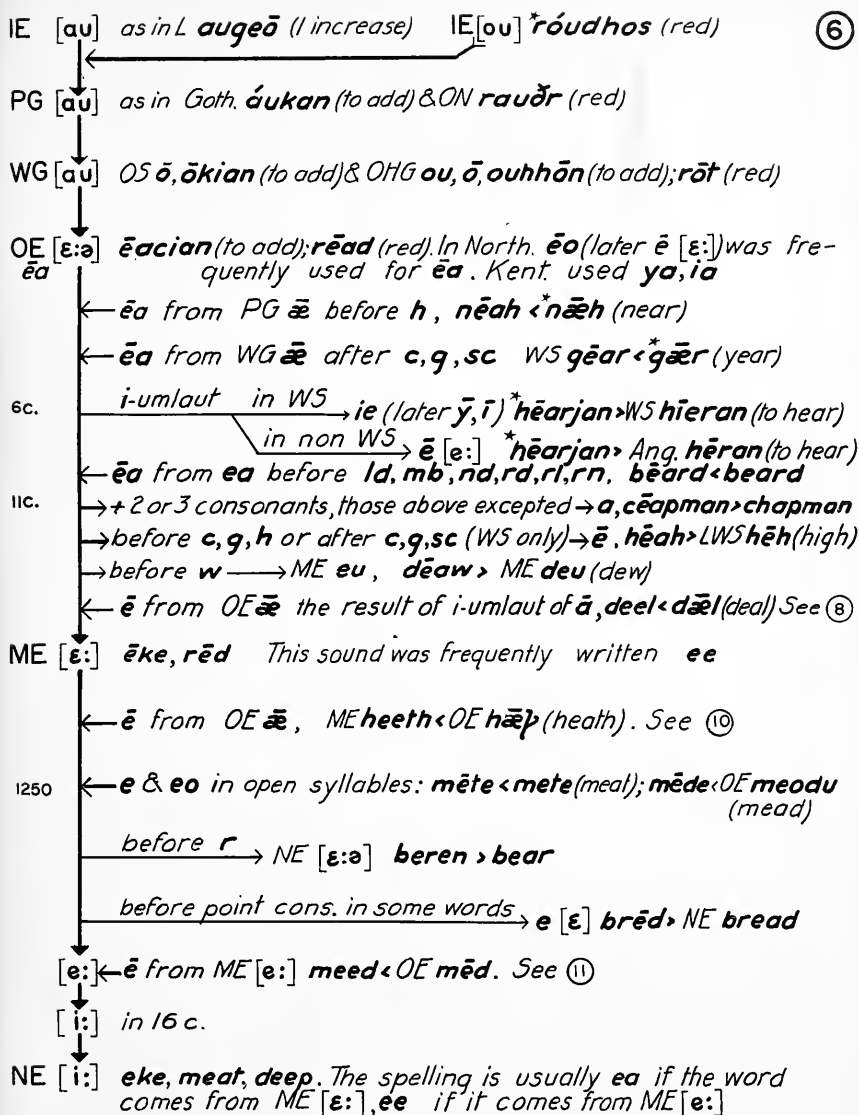 IE [au] as in L augeō (I increase) IE[ou] *róudhos (red) ⑥
PG [au] as in Goth. áukan (to add) & ON rauðr (red)
WG [au] OS ō, ōkian (to add) & OHG ou, ō, ouhhōn (to add); rōt (red)
OE [ɛ:ə] ēacian (to add); rēad (red). In North. ēo (later ē [ɛ:]) was fre-
ēa quently used for ēa. Kent. used ya, ia
← ēa from PG ǣ before h, nēah < *nǣh (near)
← ēa from WG ǣ after c, g, sc WS gēar < *gǣr (year)
6c. i-umlaut in WS → ie (later ȳ, ī) *hēarjan > WS hīeran (to hear)
in non WS → ē [e:] *hēarjan > Ang. hēran (to hear)
← ēa from ea before ld, mb, nd, rd, rl, rn, bēard < beard
11c. → + 2 or 3 consonants, those above excepted → a, cēapman > chapman
→ before c, g, h or after c, g, sc (WS only) → ē. hēah > LWS hēh (high)
→ before w → ME eu, dēaw > ME deu (dew)
← ē from OE ǣ the result of i-umlaut of ā, deel < dǣl (deal) See ⑧
ME [ɛ:] ēke, rēd This sound was frequently written ee
← ē from OE ǣ, ME heeth < OE hǣþ (heath). See ⑩
1250 ← e & eo in open syllables: mēte < mete (meat); mēde < OE meodu
(mead)
before r → NE [ɛ:ə] beren > bear
before point cons. in some words → e [ɛ] brēd > NE bread
[e:] ← ē from ME [e:] meed < OE mēd. See ⑪
[i:] in 16 c.
NE [i:] eke, meat, deep. The spelling is usually ea if the word
comes from ME [ɛ:], ee if it comes from ME [e:]